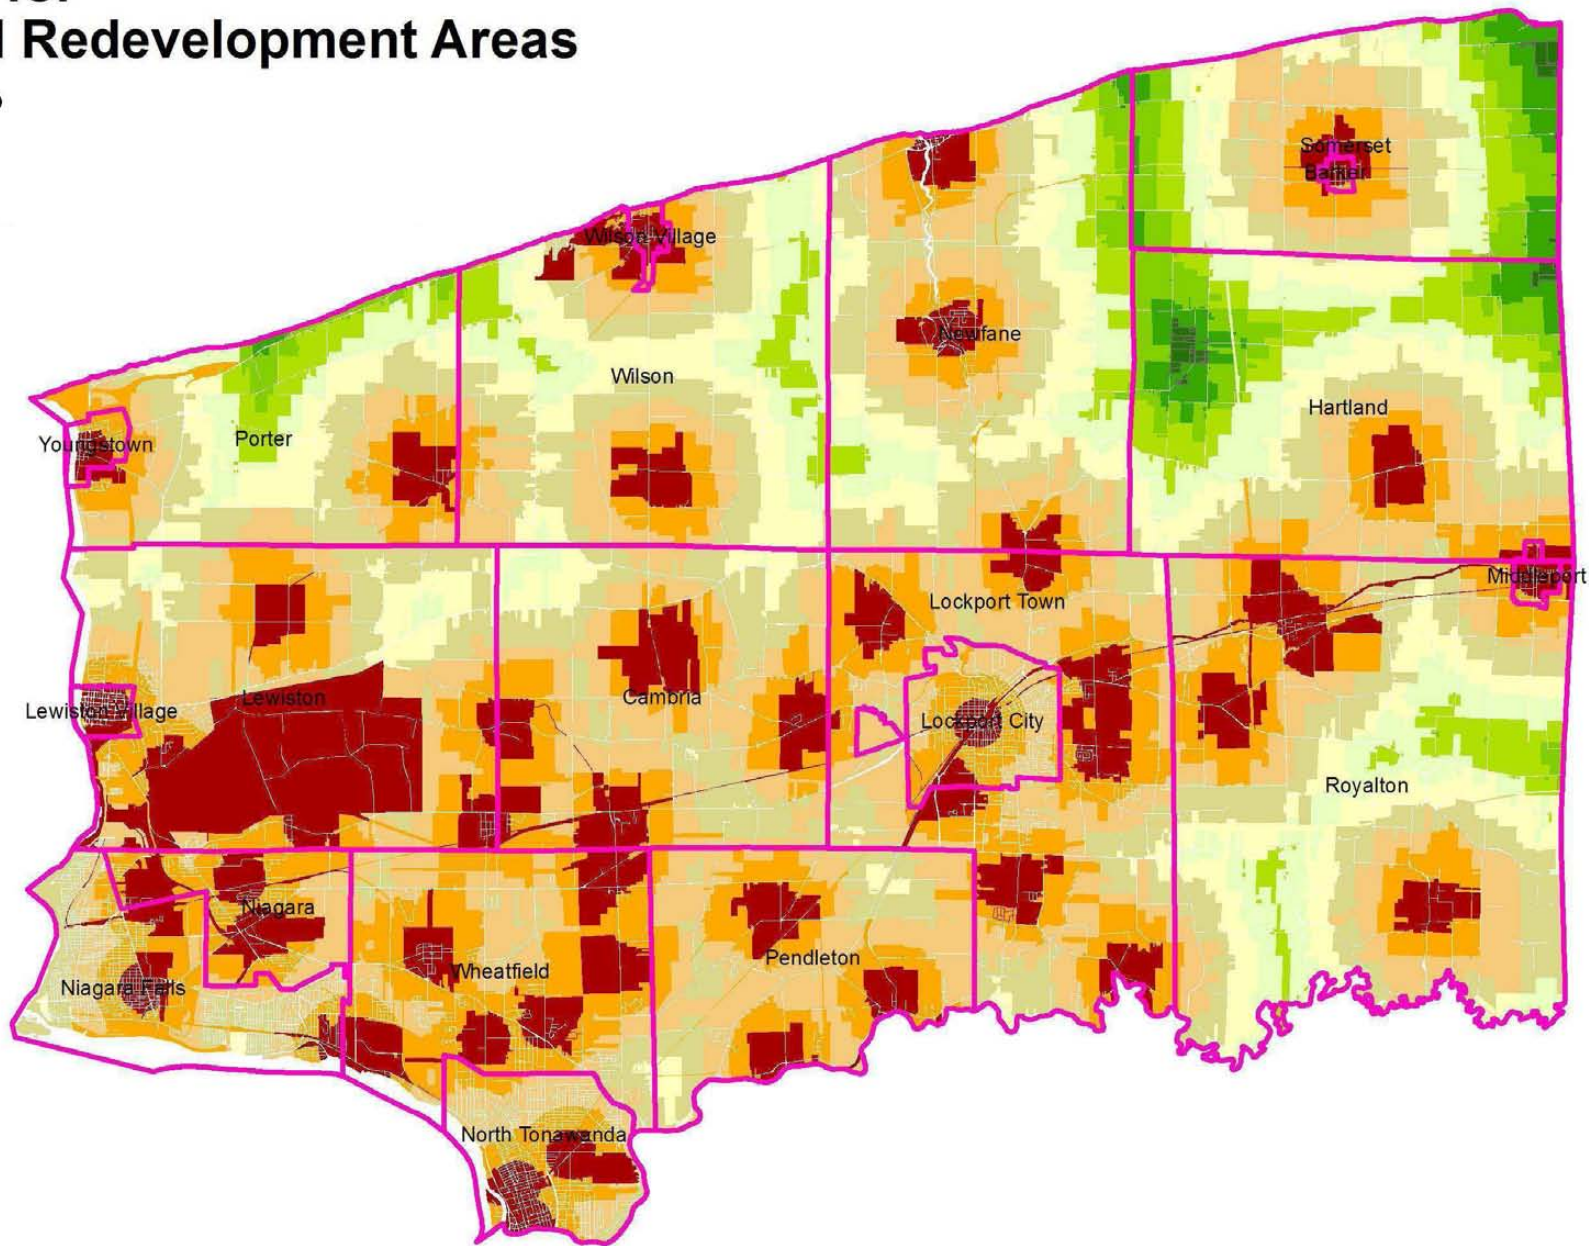 Redevelopment Areas
Somerset
Barker
Wilson Village
Newfane
Wilson
Hartland
Youngstown
Porter
Middleport
Lockport Town
Lewiston
Cambria
Lewiston Village
Lockport City
Royalton
Niagara
Pendleton
Wheatfield
Niagara Falls
North Tonawanda